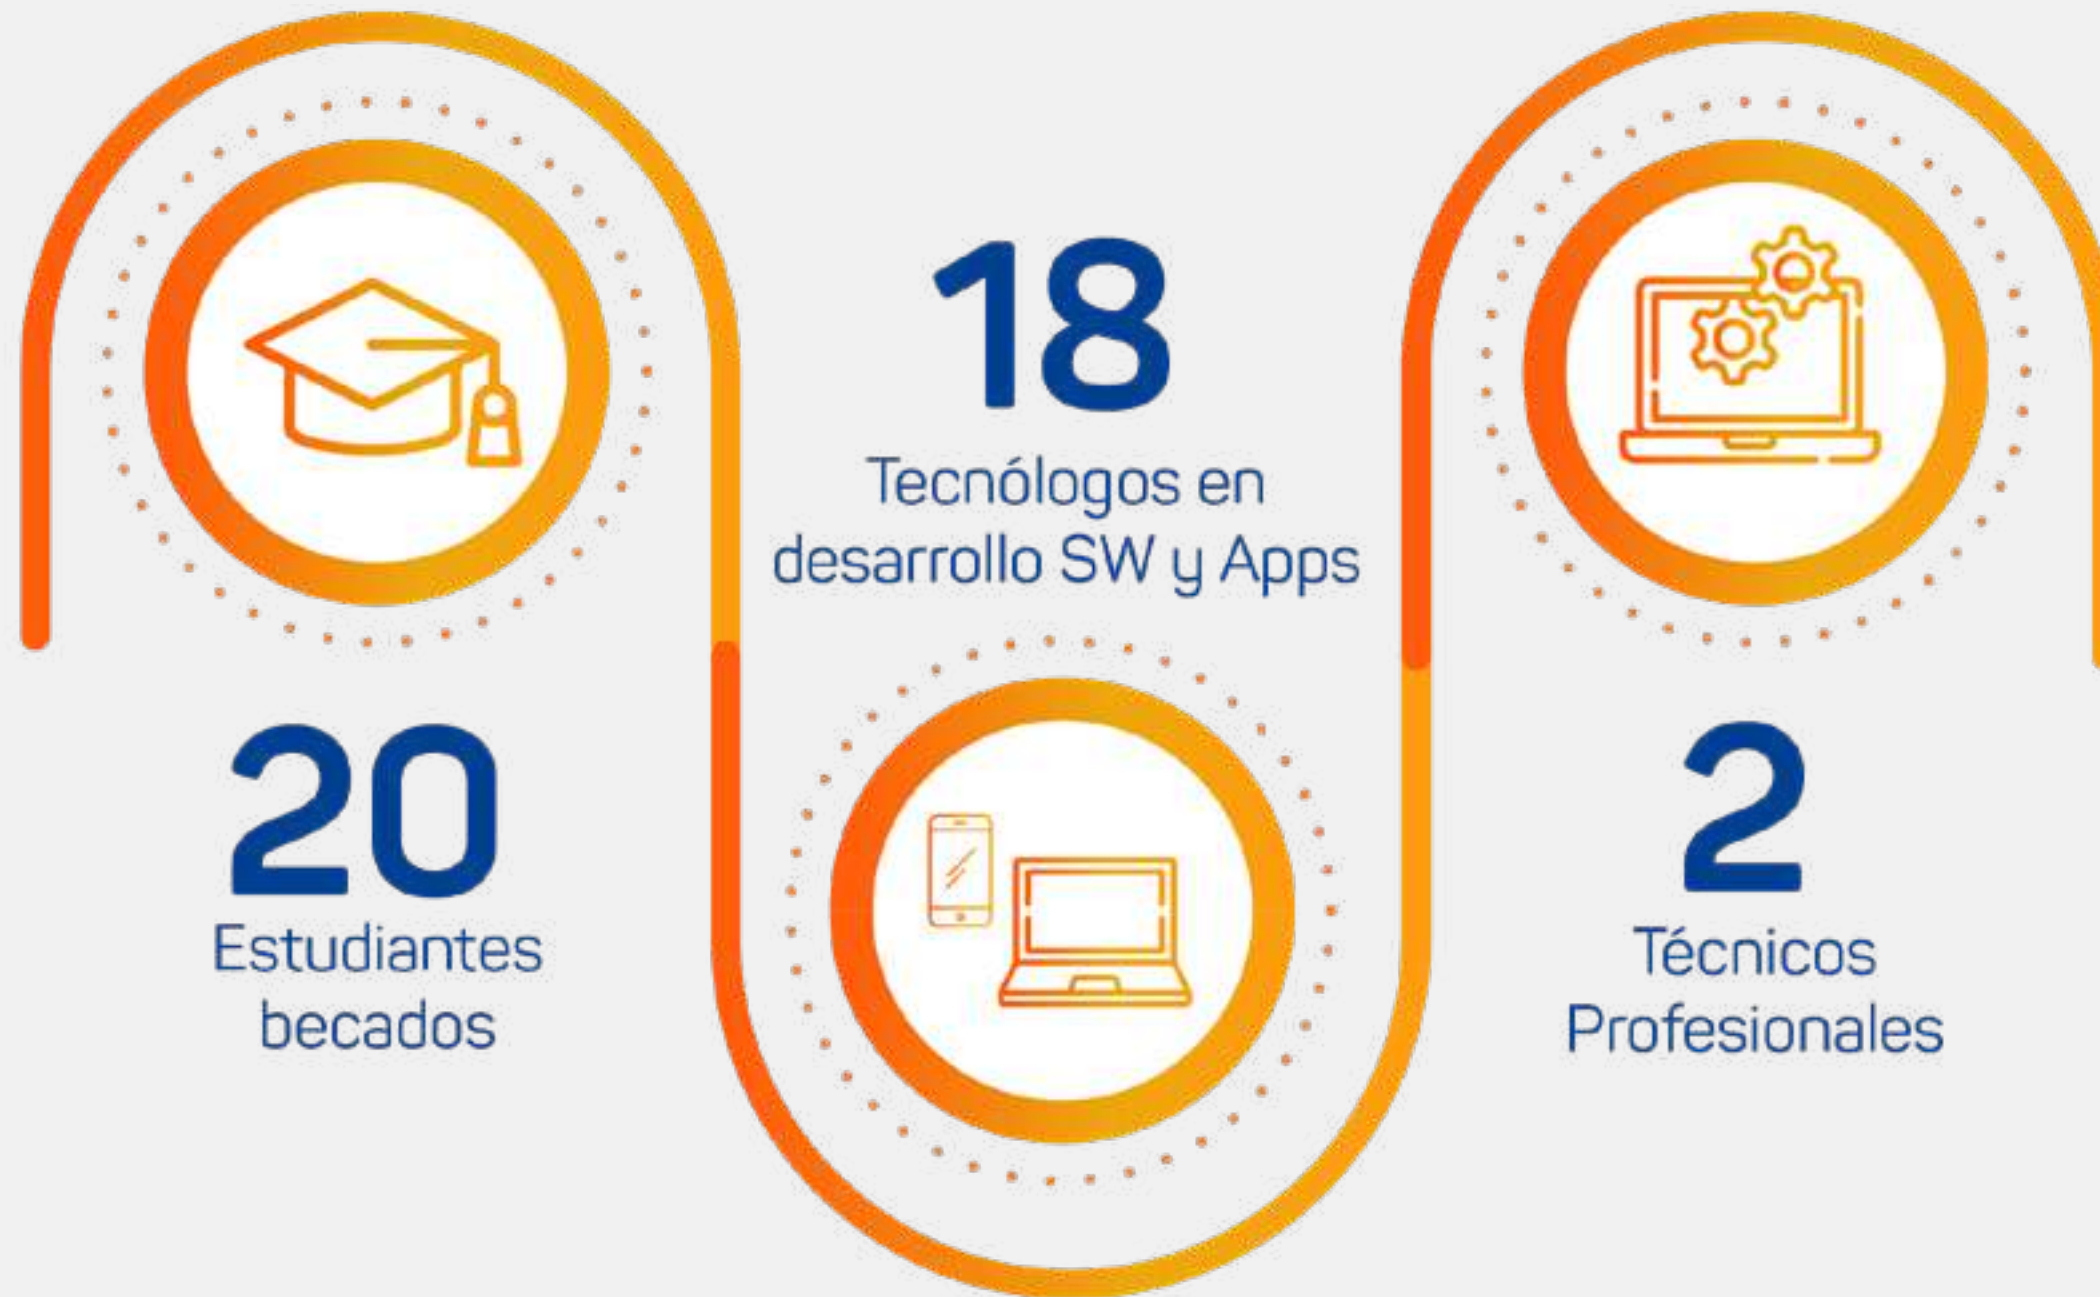 20
Estudiantes
becados
18
Tecnólogos en
desarrollo SW y Apps
2
Técnicos
Profesionales